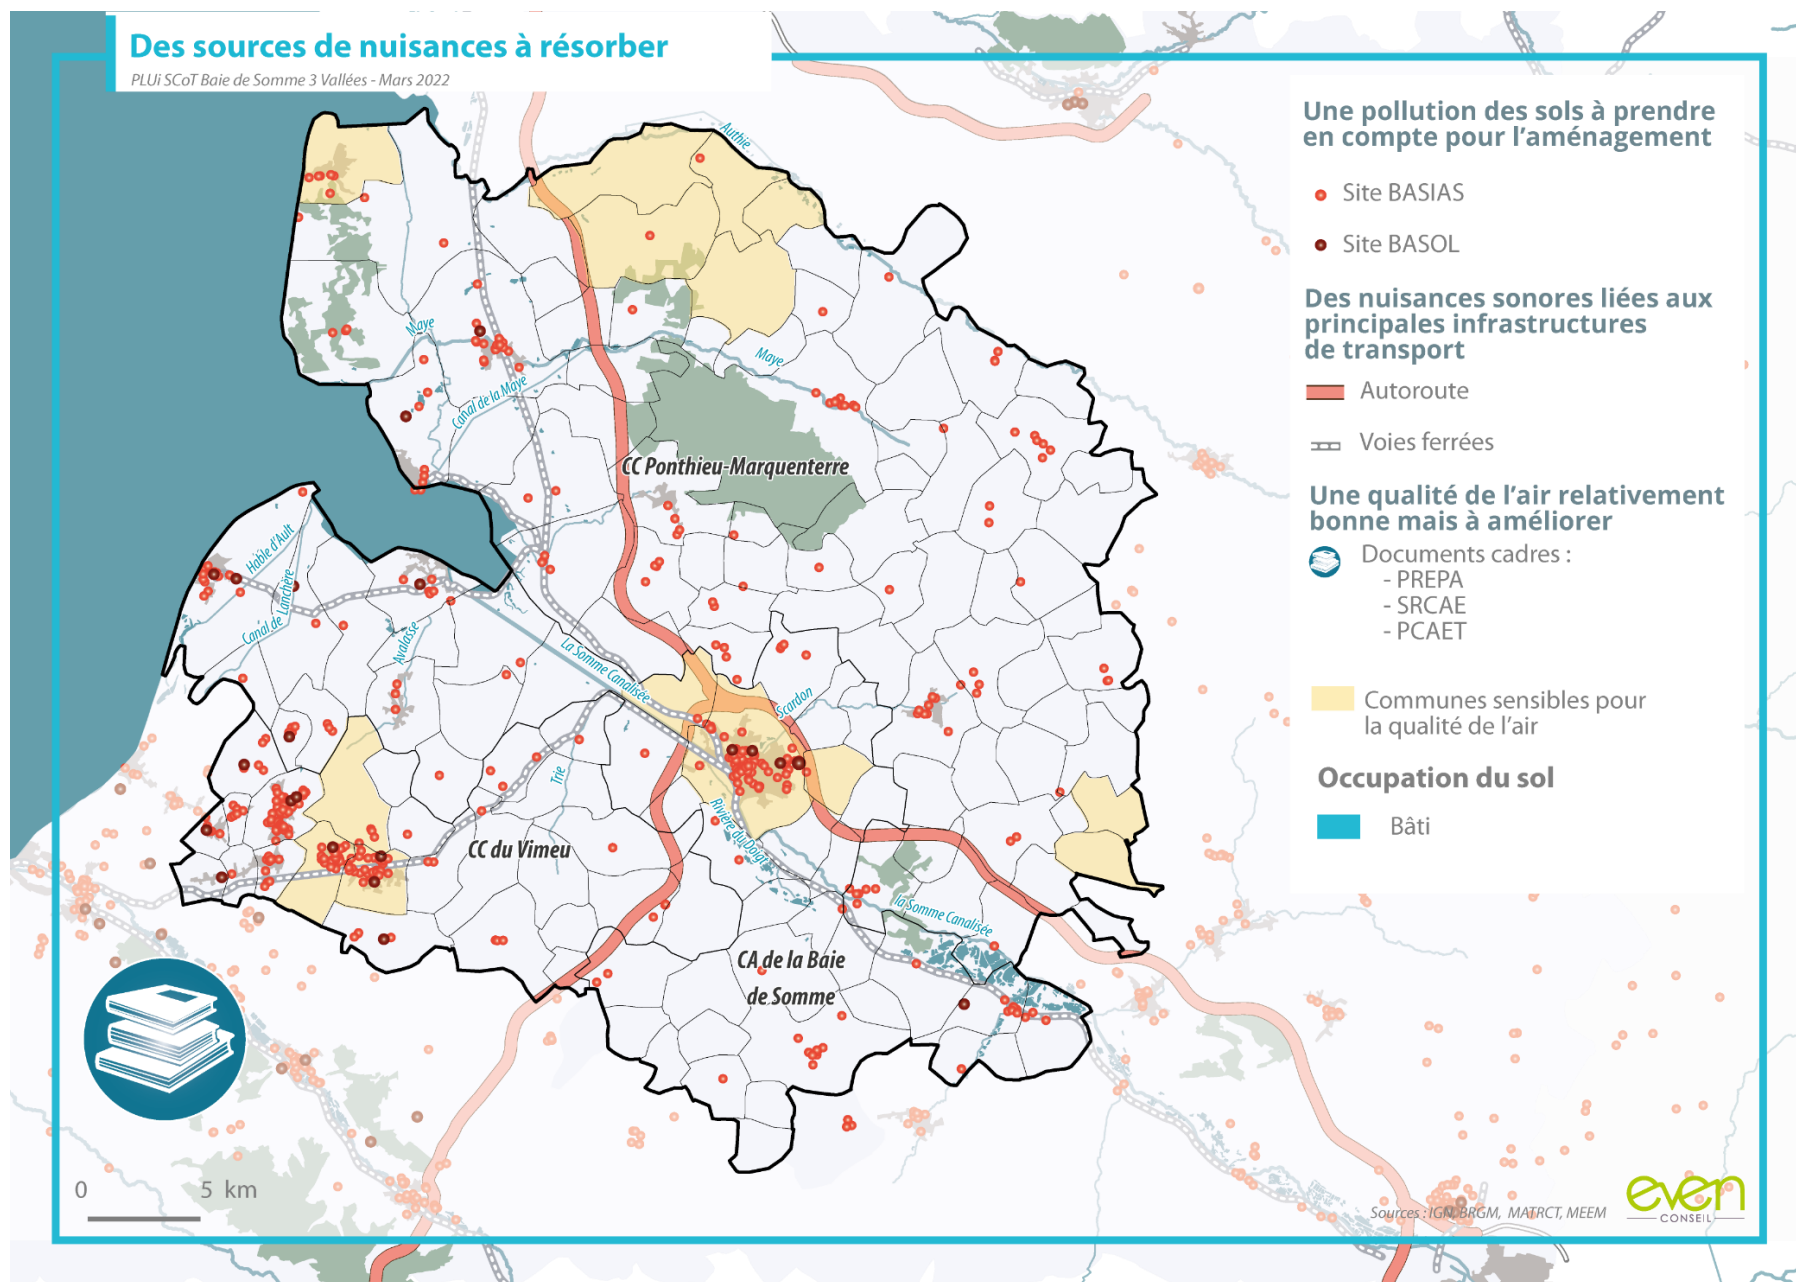 Des sources de nuisances à résorber
PLUi SCoT Baie de Somme 3 Vallées - Mars 2022
Une pollution des sols à prendre
en compte pour l'aménagement
Site BASIAS
Site BASOL
Des nuisances sonores liées aux
principales infrastructures
de transport
Autoroute
Voies ferrées
Une qualité de l'air relativement
bonne mais à améliorer
Documents cadres :
- PREPA
- SRCAE
- PCAET
Communes sensibles pour
la qualité de l'air
Occupation du sol
Bâti
Authie
Maye
Maye
Canal de la Maye
CC Ponthieu-Marquenterre
Hable d'Ault
Canal de Lanchère
Avalasse
La Somme Canalisée
Scardon
Trie
Rivière du Doigt
CC du Vimeu
la Somme Canalisée
CA de la Baie
de Somme
0 5 km
Sources : IGN, BRGM, MATRCT, MEEM
even
CONSEIL